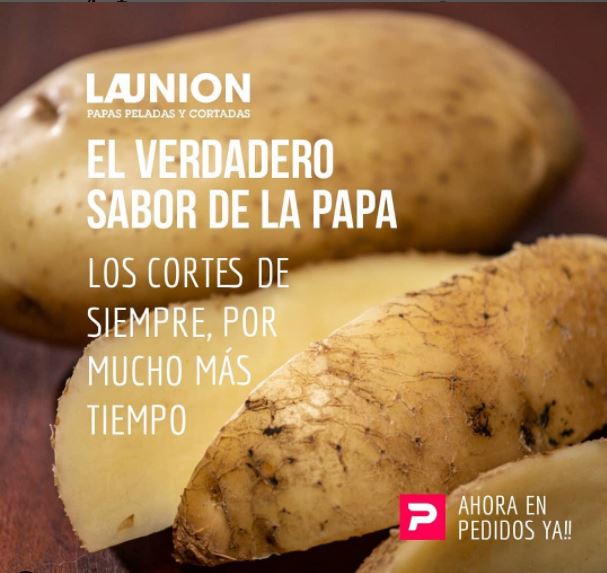 LAUNION
PAPAS PELADAS Y CORTADAS
EL VERDADERO
SABOR DE LA PAPA
LOS CORTES DE
SIEMPRE, POR
MUCHO MÁS
TIEMPO
P
AHORA EN
PEDIDOS YA!!